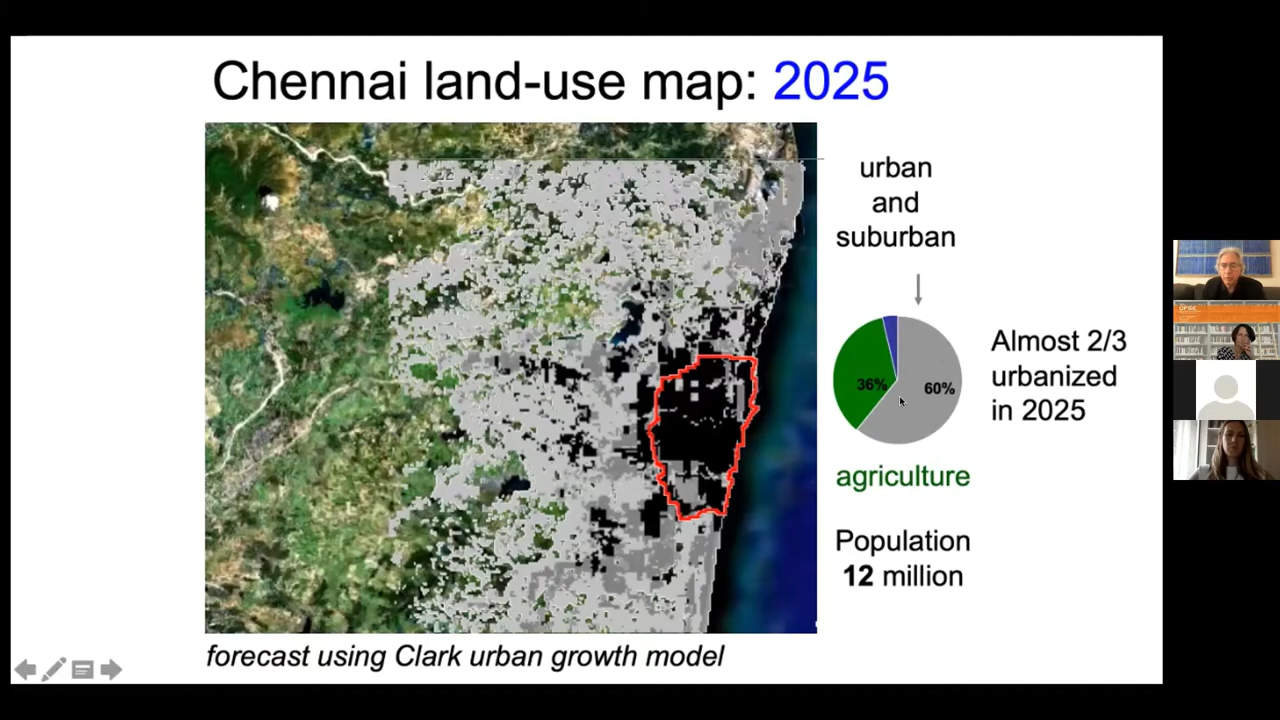 Chennai land-use map: 2025
urban
and
suburban
36%
60%
Almost 2/3
urbanized
in 2025
agriculture
Population
12 million
forecast using Clark urban growth model